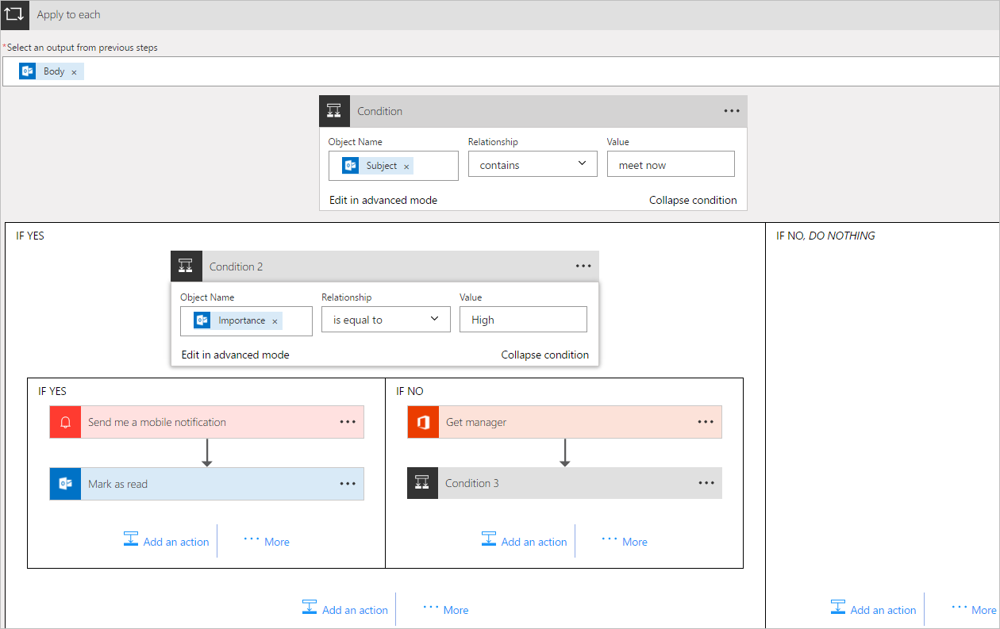 Apply to each
*Select an output from previous steps
Body ×
Condition
Object Name Relationship Value
Subject × contains meet now
Edit in advanced mode Collapse condition
IF YES
IF NO, DO NOTHING
Condition 2
Object Name Relationship Value
Importance × is equal to High
Edit in advanced mode Collapse condition
IF YES
Send me a mobile notification
Mark as read
Add an action More
IF NO
Get manager
Condition 3
Add an action More
Add an action More
Add an action More